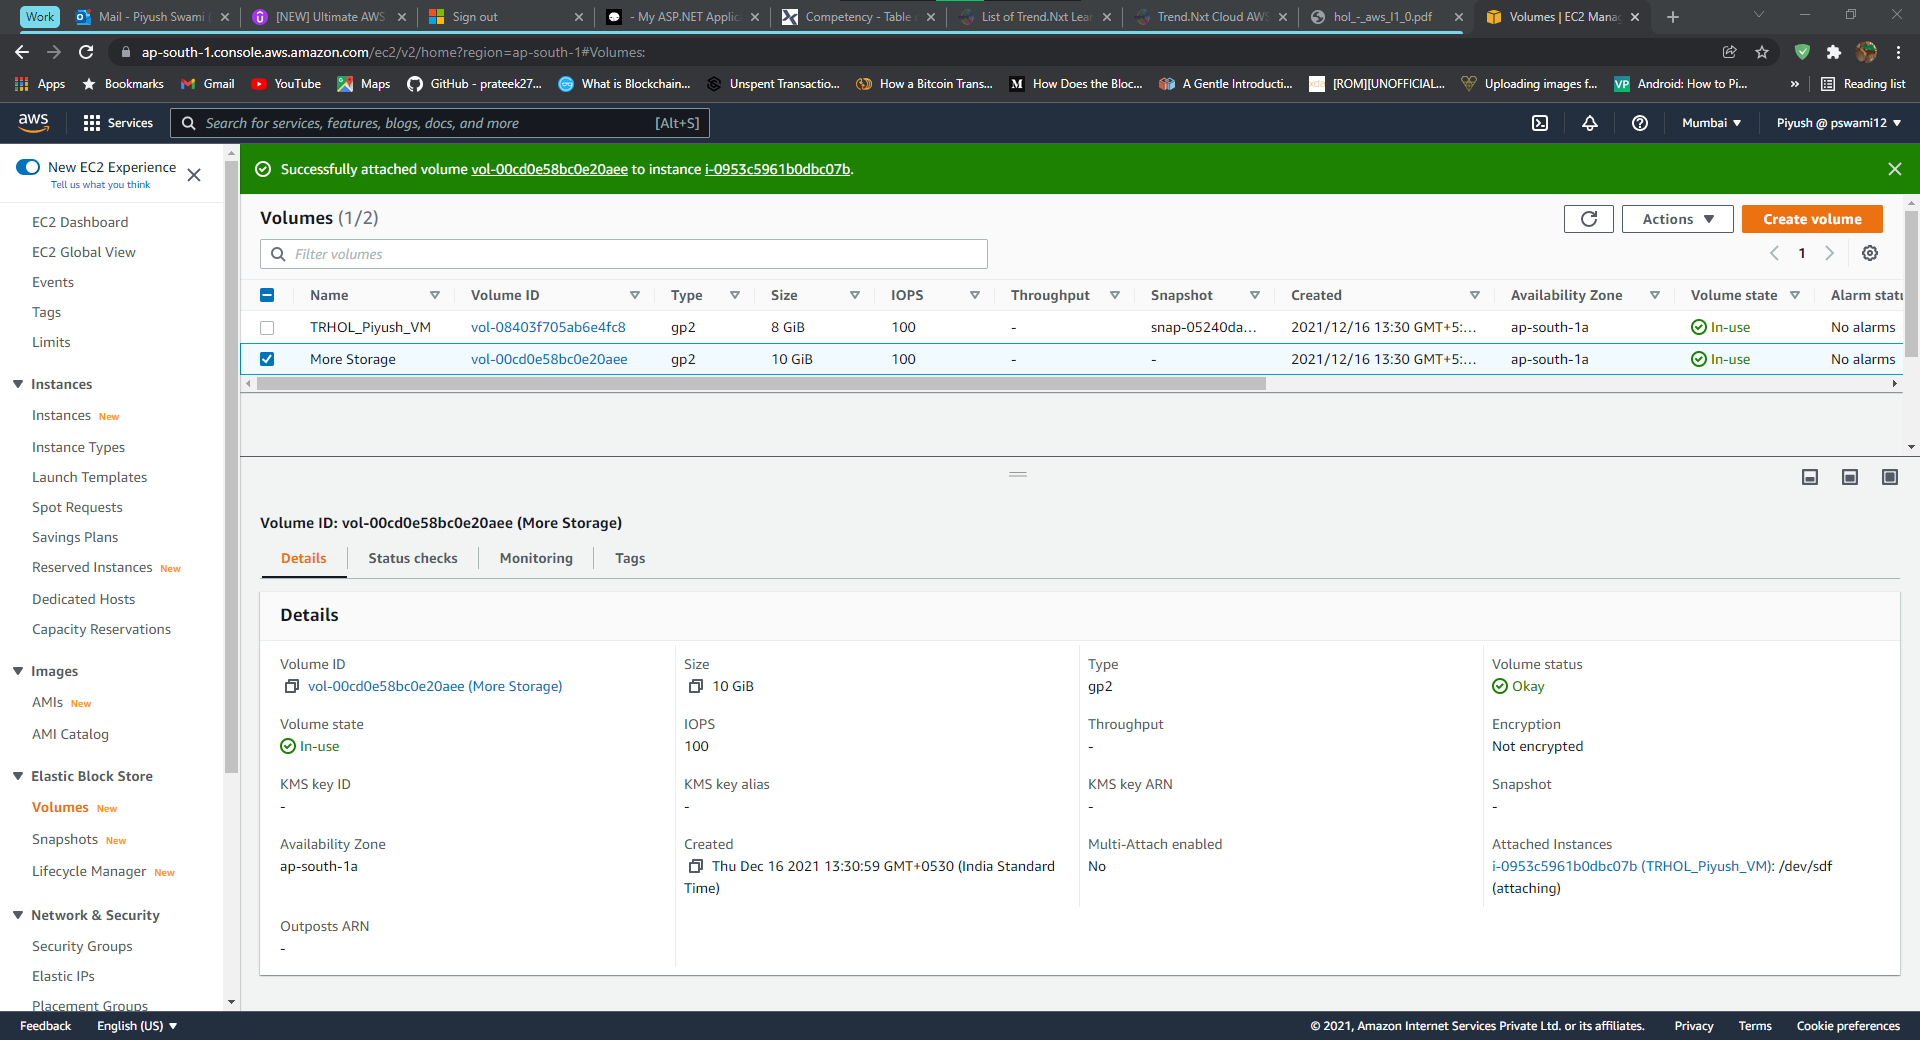 Work
Mail - Piyush Swami
[NEW] Ultimate AWS
Sign out
- My ASP.NET Applic
Competency - Table
List of Trend.Nxt Lea
Trend.Nxt Cloud AWS
hol_-_aws_l1_0.pdf
Volumes | EC2 Mana
ap-south-1.console.aws.amazon.com/ec2/v2/home?region=ap-south-1#Volumes:
Apps
Bookmarks
Gmail
YouTube
Maps
GitHub - prateek27...
What is Blockchain...
Unspent Transactio...
How a Bitcoin Trans...
How Does the Bloc...
A Gentle Introducti...
[ROM][UNOFFICIAL...
Uploading images f...
Android: How to Pi...
»
Reading list
aws
Services
Search for services, features, blogs, docs, and more
[Alt+S]
Mumbai
Piyush @ pswami12
New EC2 Experience
Tell us what you think
EC2 Dashboard
EC2 Global View
Events
Tags
Limits
Instances
Instances New
Instance Types
Launch Templates
Spot Requests
Savings Plans
Reserved Instances New
Dedicated Hosts
Capacity Reservations
Images
AMIs New
AMI Catalog
Elastic Block Store
Volumes New
Snapshots New
Lifecycle Manager New
Network & Security
Security Groups
Elastic IPs
Placement Groups
Successfully attached volume vol-00cd0e58bc0e20aee to instance i-0953c5961b0dbc07b.
Volumes (1/2)
Actions
Create volume
Filter volumes
1
Name Volume ID Type Size IOPS Throughput Snapshot Created Availability Zone Volume state Alarm statu
TRHOL_Piyush_VM vol-08403f705ab6e4fc8 gp2 8 GiB 100 - snap-05240da... 2021/12/16 13:30 GMT+5:... ap-south-1a In-use No alarms
More Storage vol-00cd0e58bc0e20aee gp2 10 GiB 100 - - 2021/12/16 13:30 GMT+5:... ap-south-1a In-use No alarms
Volume ID: vol-00cd0e58bc0e20aee (More Storage)
Details
Status checks
Monitoring
Tags
Details
Volume ID
vol-00cd0e58bc0e20aee (More Storage)
Size
10 GiB
Type
gp2
Volume status
Okay
Volume state
In-use
IOPS
100
Throughput
-
Encryption
Not encrypted
KMS key ID
-
KMS key alias
-
KMS key ARN
-
Snapshot
-
Availability Zone
ap-south-1a
Created
Thu Dec 16 2021 13:30:59 GMT+0530 (India Standard
Time)
Multi-Attach enabled
No
Attached Instances
i-0953c5961b0dbc07b (TRHOL_Piyush_VM): /dev/sdf
(attaching)
Outposts ARN
-
Feedback
English (US)
© 2021, Amazon Internet Services Private Ltd. or its affiliates.
Privacy
Terms
Cookie preferences